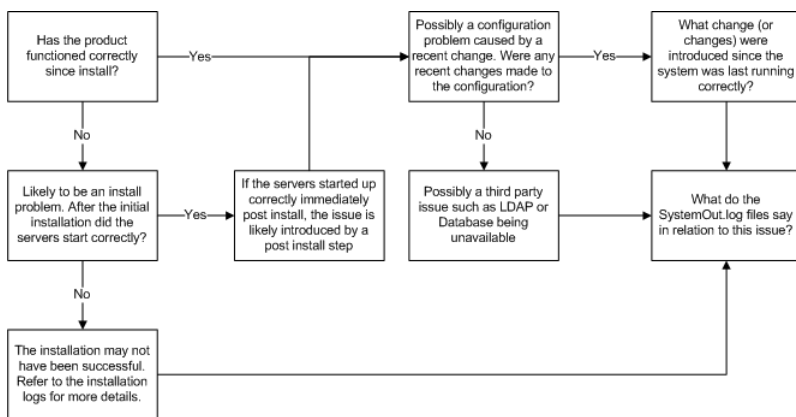 Has the product
functioned correctly
since install?
Yes
Possibly a configuration
problem caused by a
recent change. Were any
recent changes made to
the configuration?
Yes
What change (or
changes) were
introduced since the
system was last running
correctly?
No
No
Likely to be an install
problem. After the initial
installation did the
servers start correctly?
Yes
If the servers started up
correctly immediately
post install, the issue is
likely introduced by a
post install step
Possibly a third party
issue such as LDAP or
Database being
unavailable
What do the
SystemOut.log files say
in relation to this issue?
No
The installation may not
have been successful.
Refer to the installation
logs for more details.